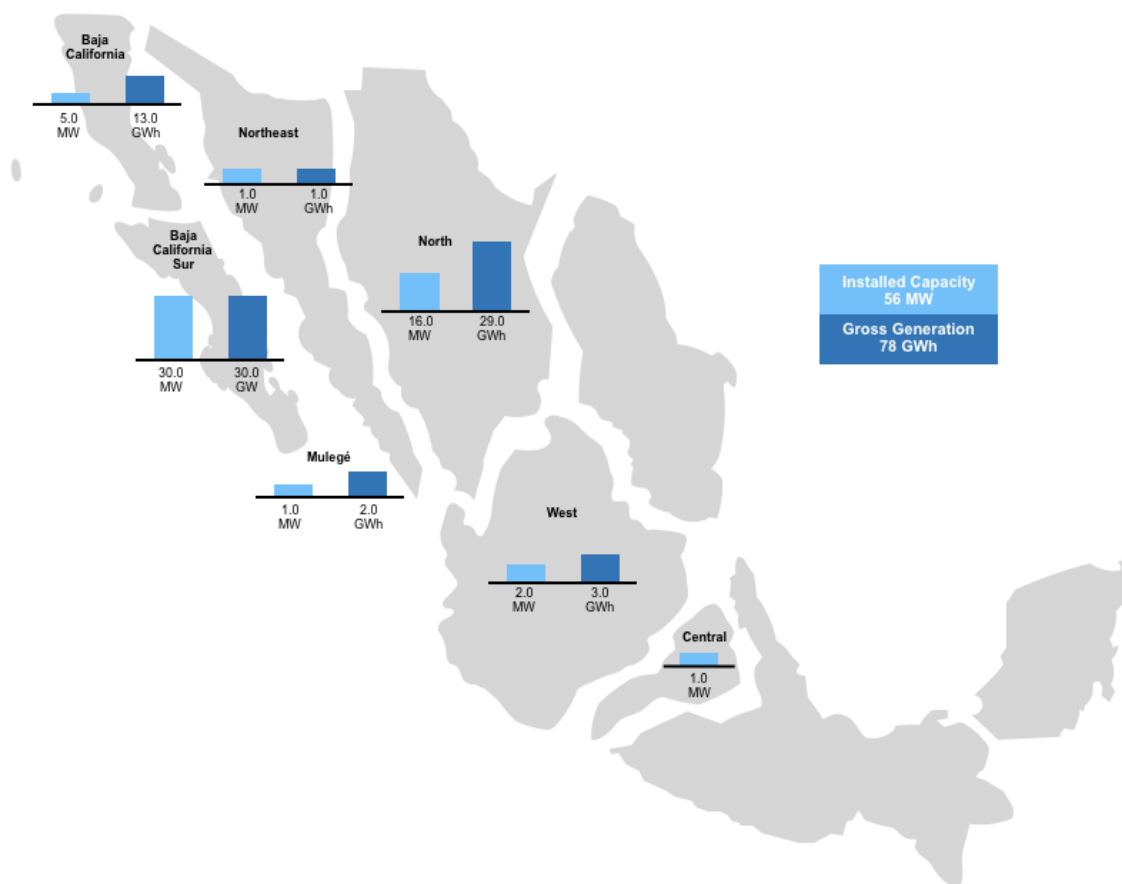 Baja
California
5.0
MW
13.0
GWh
Northeast
1.0
MW
1.0
GWh
Baja
California
Sur
30.0
MW
30.0
GW
North
16.0
MW
29.0
GWh
Installed Capacity
56 MW
Gross Generation
78 GWh
Mulegé
1.0
MW
2.0
GWh
West
2.0
MW
3.0
GWh
Central
1.0
MW